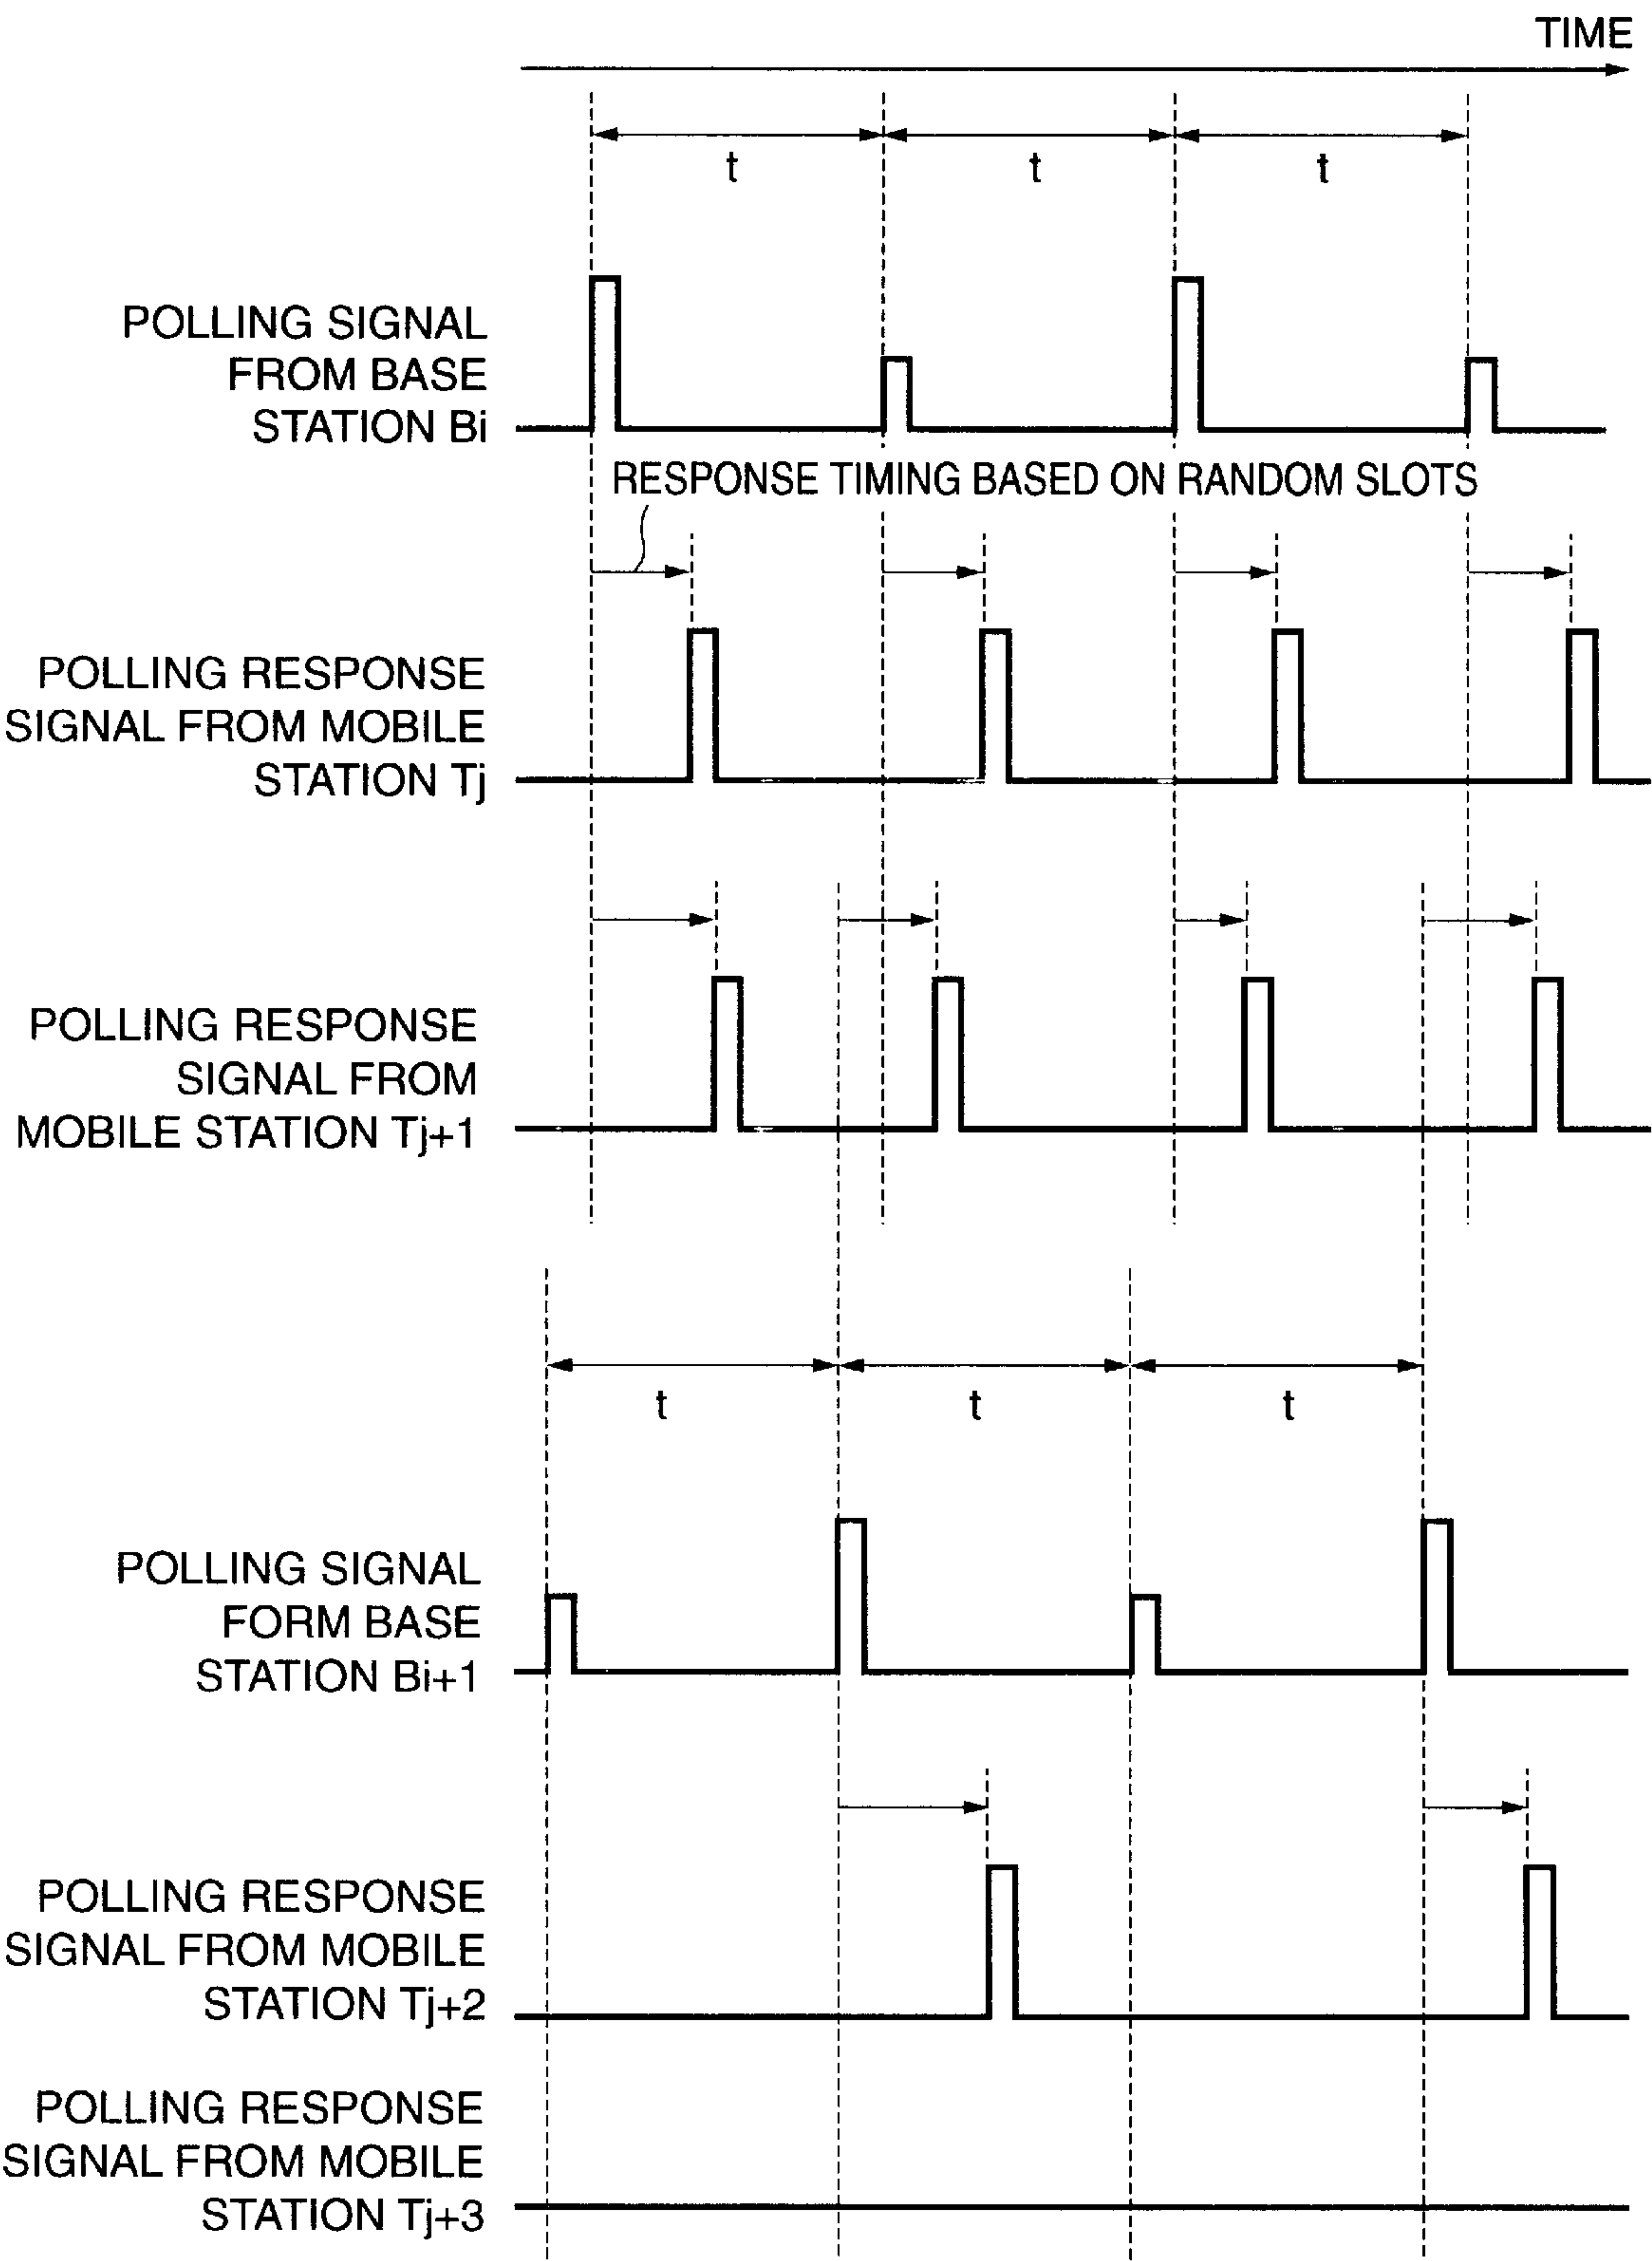 TIME
t t t
POLLING SIGNAL
FROM BASE
STATION Bi
RESPONSE TIMING BASED ON RANDOM SLOTS
POLLING RESPONSE
SIGNAL FROM MOBILE
STATION Tj
POLLING RESPONSE
SIGNAL FROM
MOBILE STATION Tj+1
t t t
POLLING SIGNAL
FORM BASE
STATION Bi+1
POLLING RESPONSE
SIGNAL FROM MOBILE
STATION Tj+2
POLLING RESPONSE
SIGNAL FROM MOBILE
STATION Tj+3